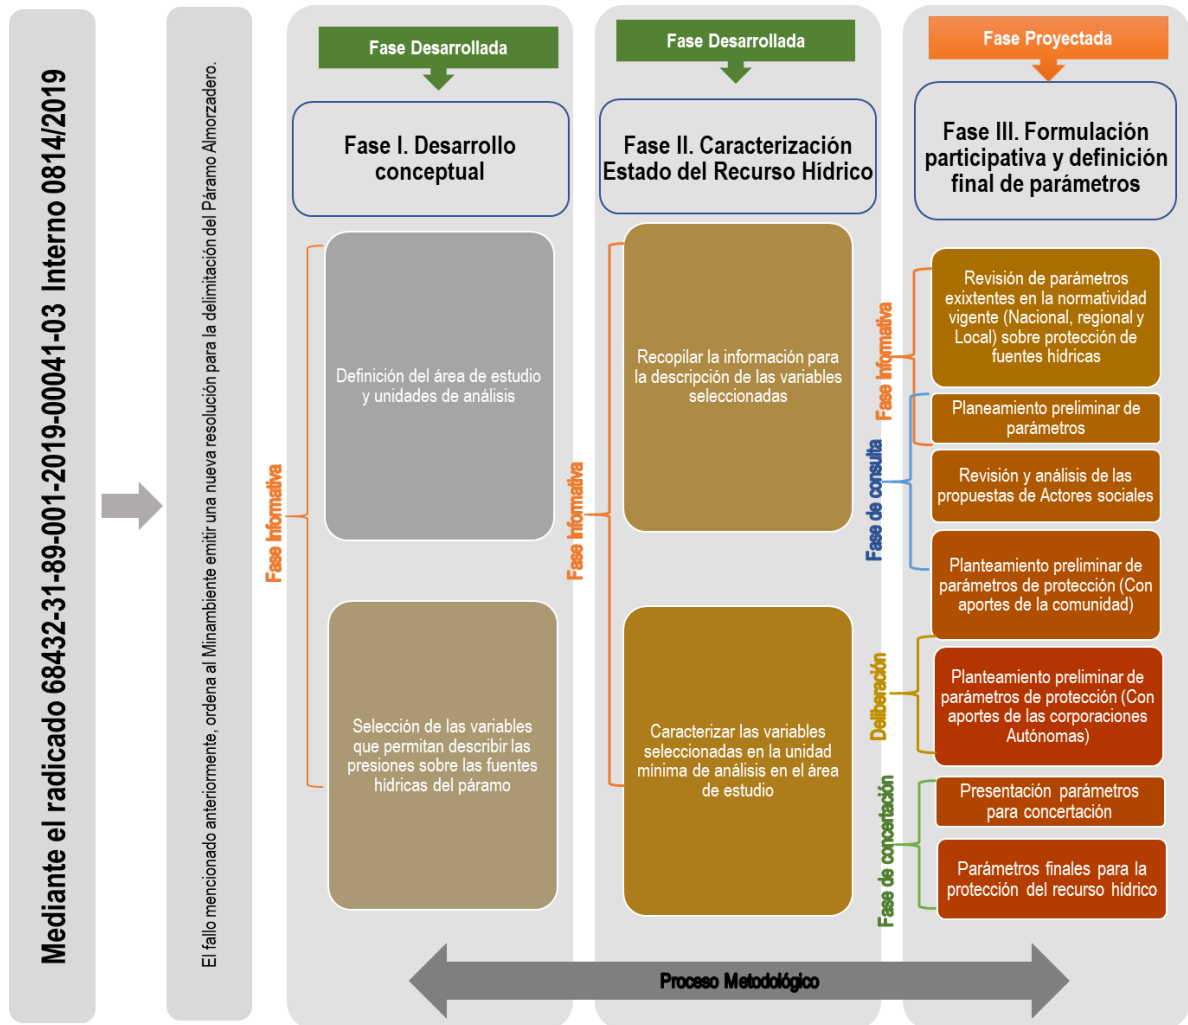 Mediante el radicado 68432-31-89-001-2019-00041-03 Interno 0814/2019
El fallo mencionado anteriormente, ordena al Minambiente emitir una nueva resolución para la delimitación del Páramo Almorzadero.
Fase Desarrollada
Fase I. Desarrollo
conceptual
Fase Informativa
Definición del área de estudio
y unidades de análisis
Selección de las variables
que permitan describir las
presiones sobre las fuentes
hídricas del páramo
Fase Desarrollada
Fase II. Caracterización
Estado del Recurso Hídrico
Fase Informativa
Recopilar la información para
la descripción de las variables
seleccionadas
Caracterizar las variables
seleccionadas en la unidad
mínima de análisis en el área
de estudio
Fase Proyectada
Fase III. Formulación
participativa y definición
final de parámetros
Fase Informativa
Revisión de parámetros
exixtentes en la normatividad
vigente (Nacional, regional y
Local) sobre protección de
fuentes hídricas
Planeamiento preliminar de
parámetros
Fase de consulta
Revisión y análisis de las
propuestas de Actores sociales
Planteamiento preliminar de
parámetros de protección (Con
aportes de la comunidad)
Deliberación
Planteamiento preliminar de
parámetros de protección (Con
aportes de las corporaciones
Autónomas)
Fase de concertación
Presentación parámetros
para concertación
Parámetros finales para la
protección del recurso hídrico
Proceso Metodológico